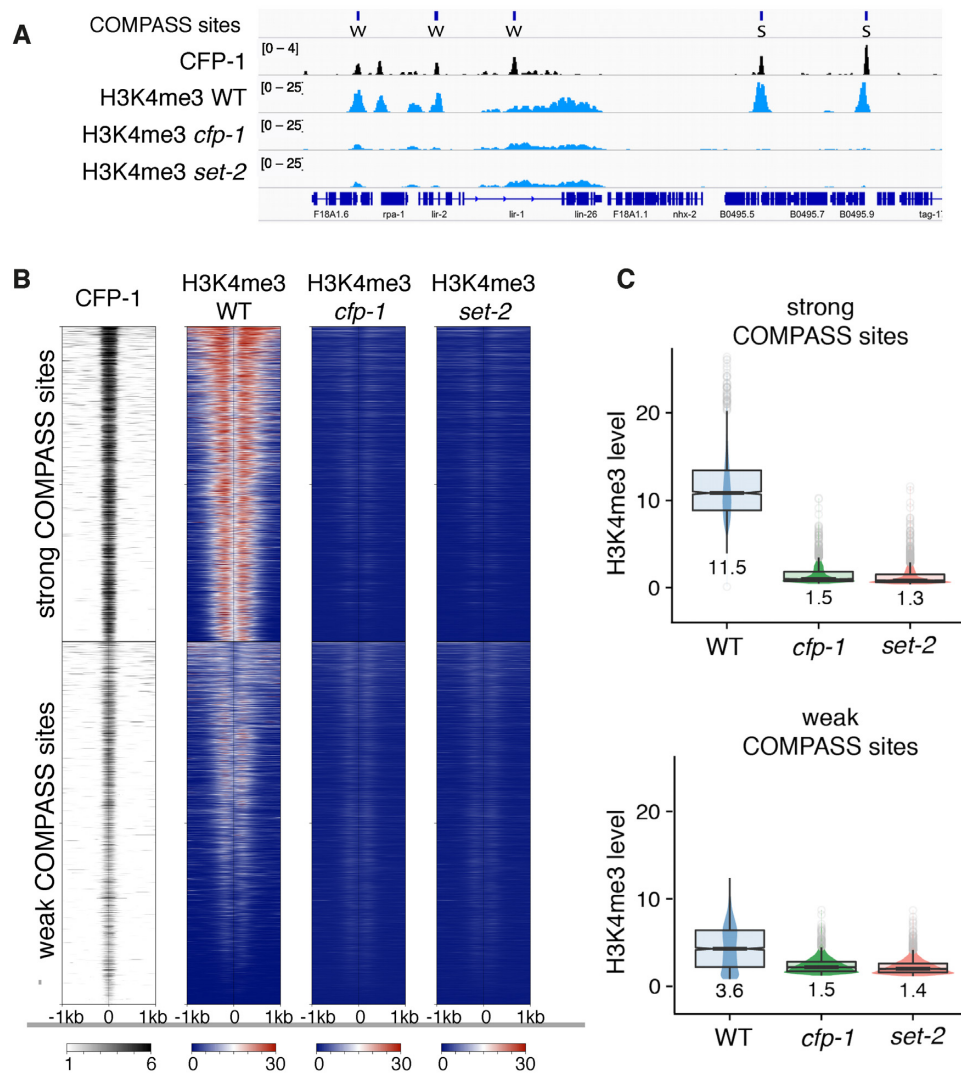 A
COMPASS sites
W W W S S
CFP-1
[0 – 4]
H3K4me3 WT
[0 – 25]
H3K4me3 cfp-1
[0 – 25]
H3K4me3 set-2
[0 – 25]
F18A1.6 rpa-1 lir-2 lir-1 lin-26 F18A1.1 nhx-2 B0495.5 B0495.7 B0495.9 tag-17
B
CFP-1
H3K4me3
WT
H3K4me3
cfp-1
H3K4me3
set-2
strong COMPASS sites
weak COMPASS sites
-1kb 0 1kb -1kb 0 1kb -1kb 0 1kb -1kb 0 1kb
1 6 0 30 0 30 0 30
C
strong
COMPASS sites
H3K4me3 level
20
10
0
11.5
1.5
1.3
WT cfp-1 set-2
weak
COMPASS sites
H3K4me3 level
20
10
0
3.6 1.5 1.4
WT cfp-1 set-2